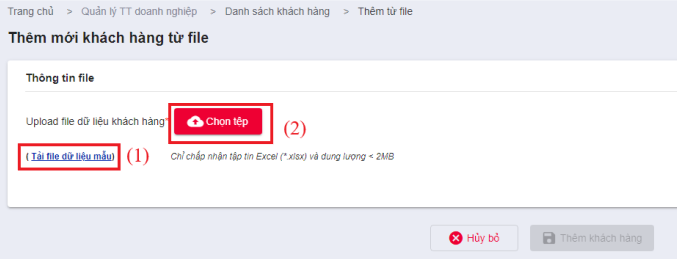 Trang chủ > Quản lý TT doanh nghiệp > Danh sách khách hàng > Thêm từ file
Thêm mới khách hàng từ file
Thông tin file
Upload file dữ liệu khách hàng* Chọn tệp (2)
( Tải file dữ liệu mẫu) (1) Chỉ chấp nhận tập tin Excel (*.xlsx) và dung lượng < 2MB
Hủy bỏ Thêm khách hàng